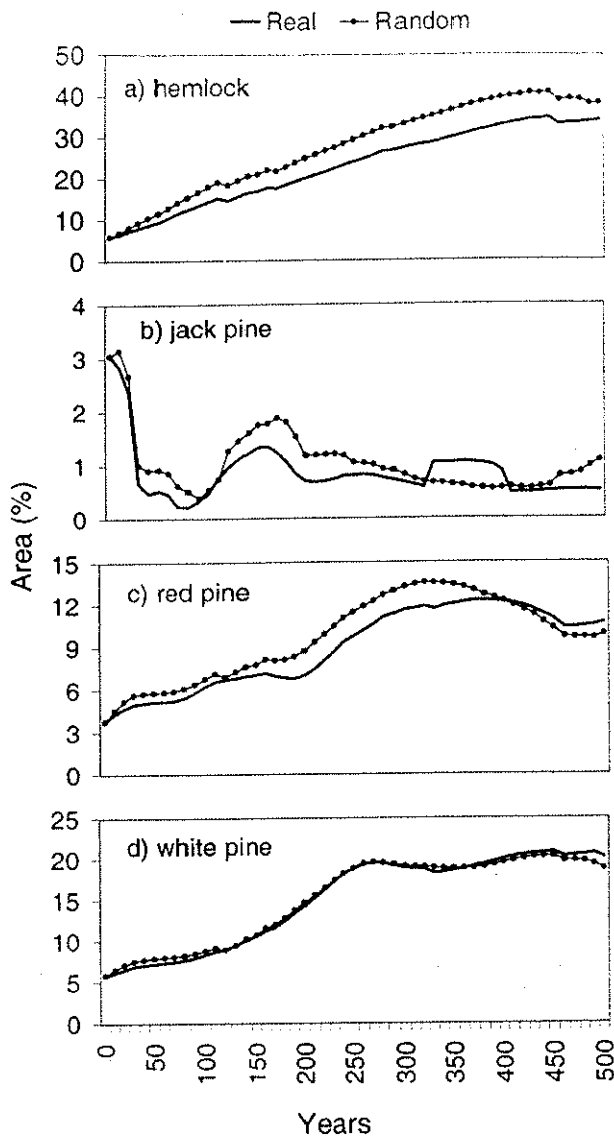 Real Random
50
40
30
20
10
0
a) hemlock
4
3
2
1
0
b) jack pine
Area (%)
15
12
9
6
3
0
c) red pine
25
20
15
10
5
0
d) white pine
0 50 100 150 200 250 300 350 400 450 500
Years